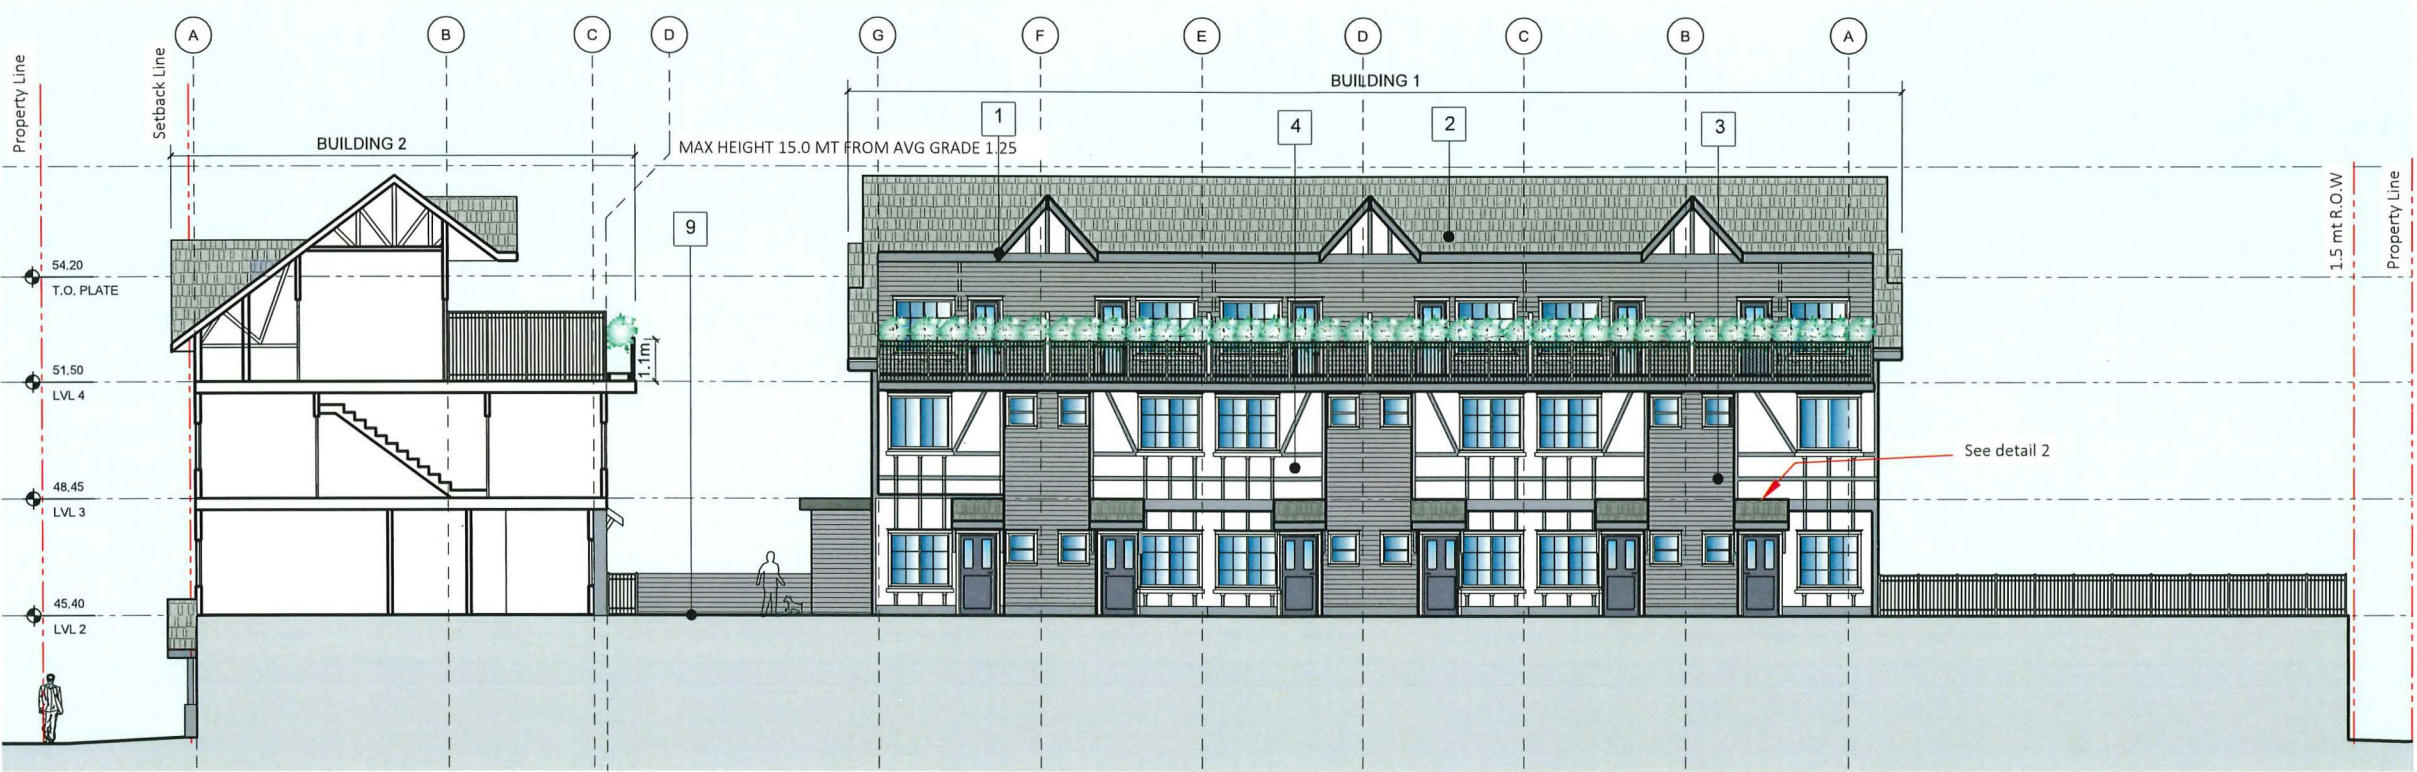 A B C D G F E D C B A
Property Line
Setback Line
BUILDING 2
BUILDING 1
MAX HEIGHT 15.0 MT FROM AVG GRADE 1.25
1
4
2
3
9
1.5 mt R.O.W
Property Line
54.20
T.O. PLATE
51.50
LVL 4
1.1m
See detail 2
48,45
LVL 3
45,40
LVL 2